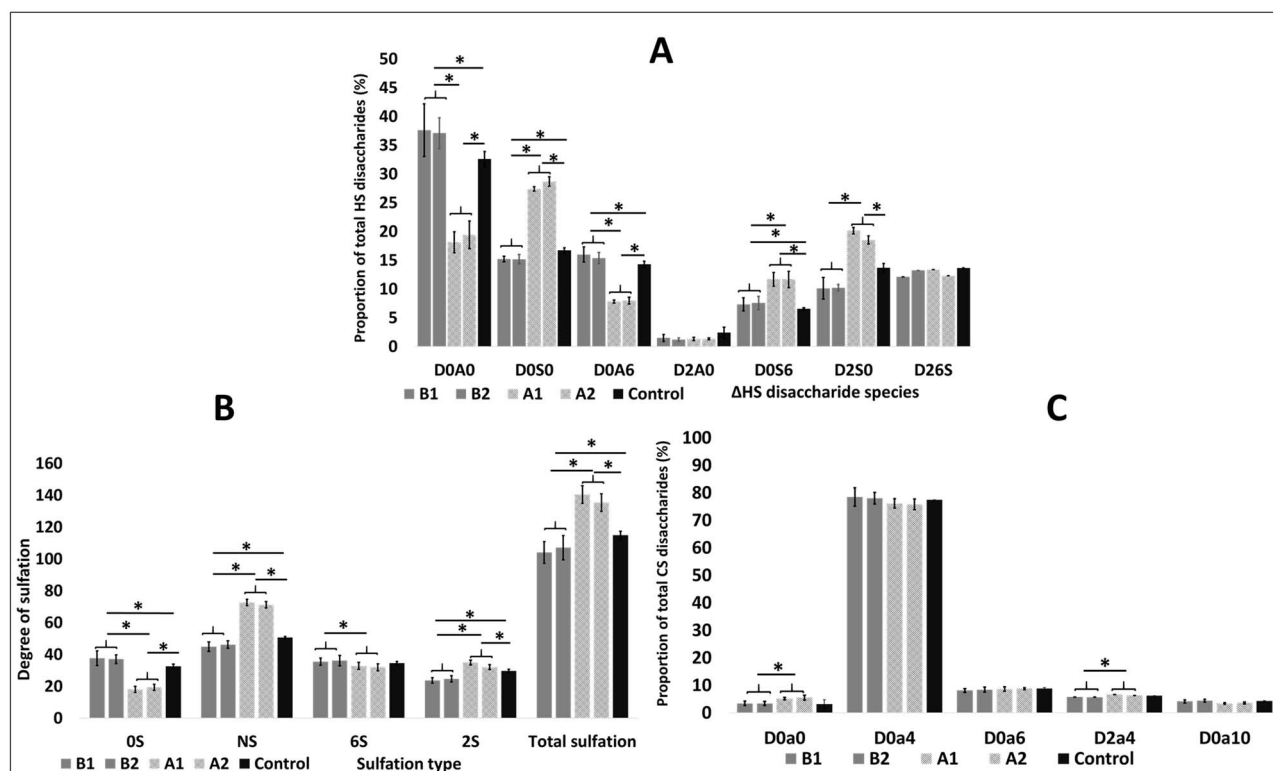 A
Proportion of total HS disaccharides (%)
50
45
40
35
30
25
20
15
10
5
0
* * * * * * * * * * * * * * *
D0A0 D0S0 D0A6 D2A0 D0S6 D2S0 D26S
B1 B2 A1 A2 Control ΔHS disaccharide species
B
Degree of sulfation
160
140
120
100
80
60
40
20
0
* * * * * * * * * * * * *
0S NS 6S 2S Total sulfation
B1 B2 A1 A2 Control Sulfation type
C
Proportion of total CS disaccharides (%)
100
90
80
70
60
50
40
30
20
10
0
* *
D0a0 D0a4 D0a6 D2a4 D0a10
B1 B2 A1 A2 Control